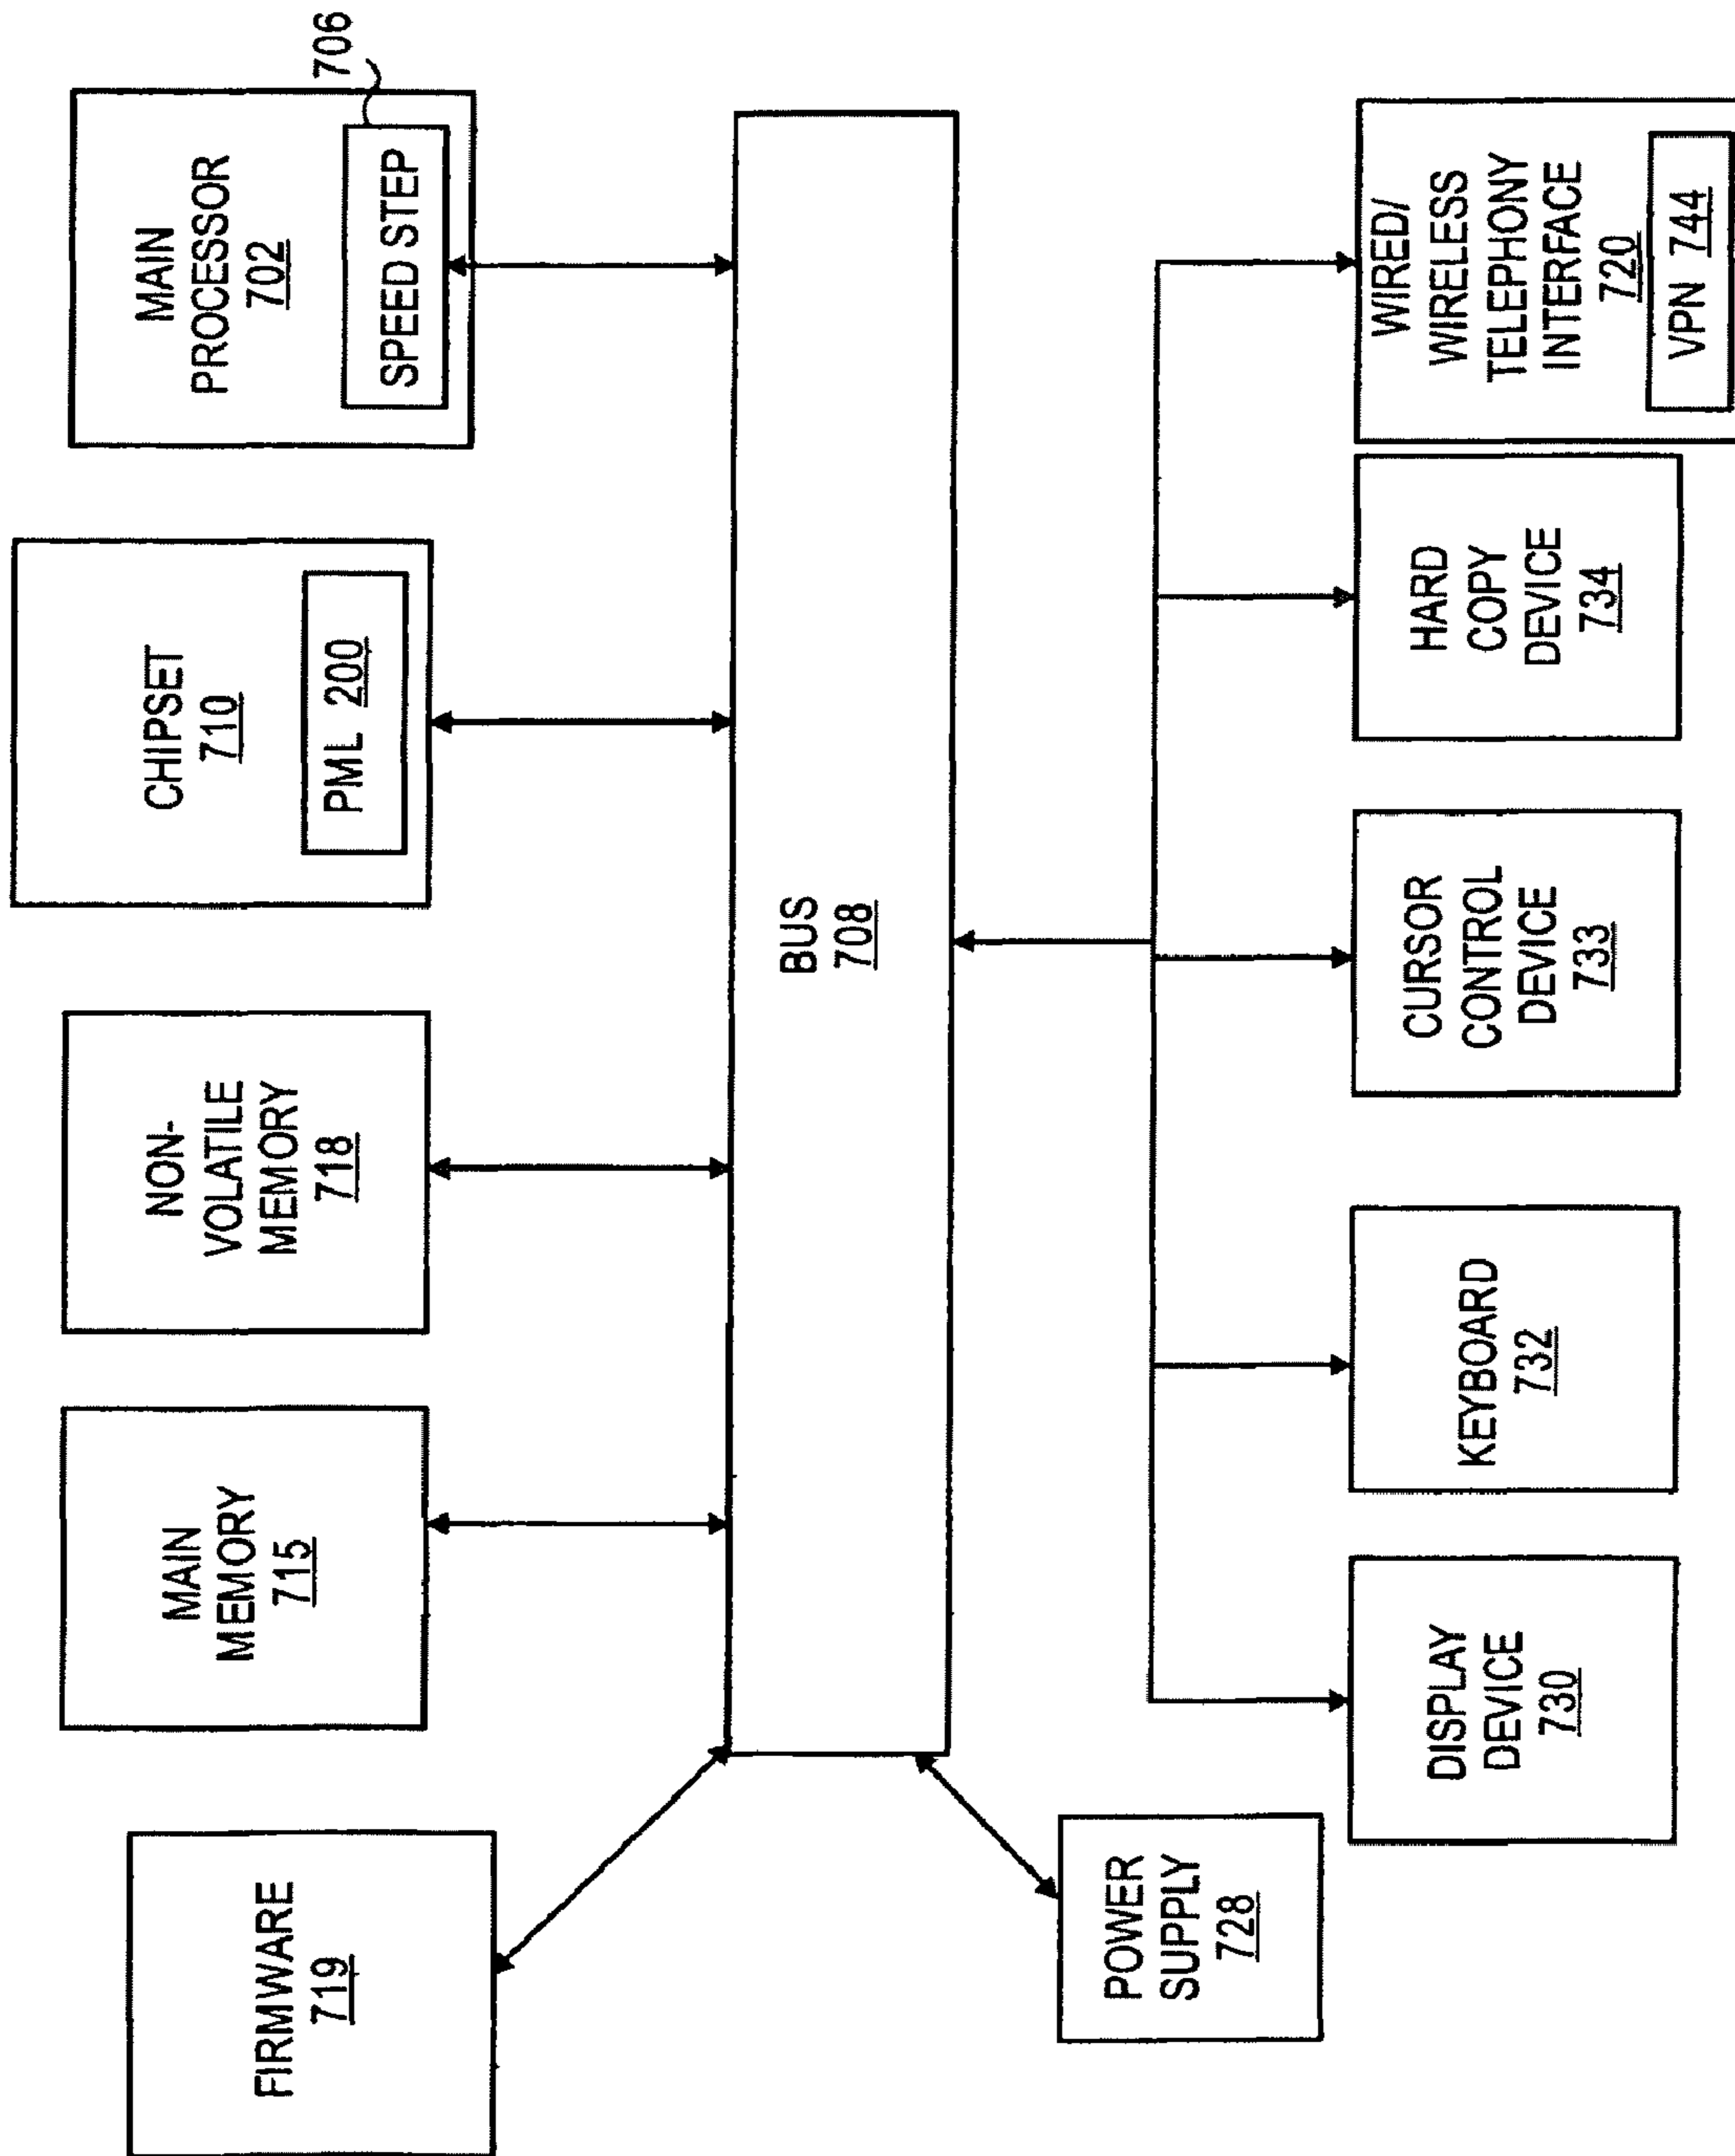 FIRMWARE
719
MAIN
MEMORY
715
NON-
VOLATILE
MEMORY
718
CHIPSET
710
PML 200
MAIN
PROCESSOR
702
SPEED STEP
706
BUS
708
POWER
SUPPLY
728
DISPLAY
DEVICE
730
KEYBOARD
732
CURSOR
CONTROL
DEVICE
733
HARD
COPY
DEVICE
734
WIRED/
WIRELESS
TELEPHONY
INTERFACE
720
VPN 744